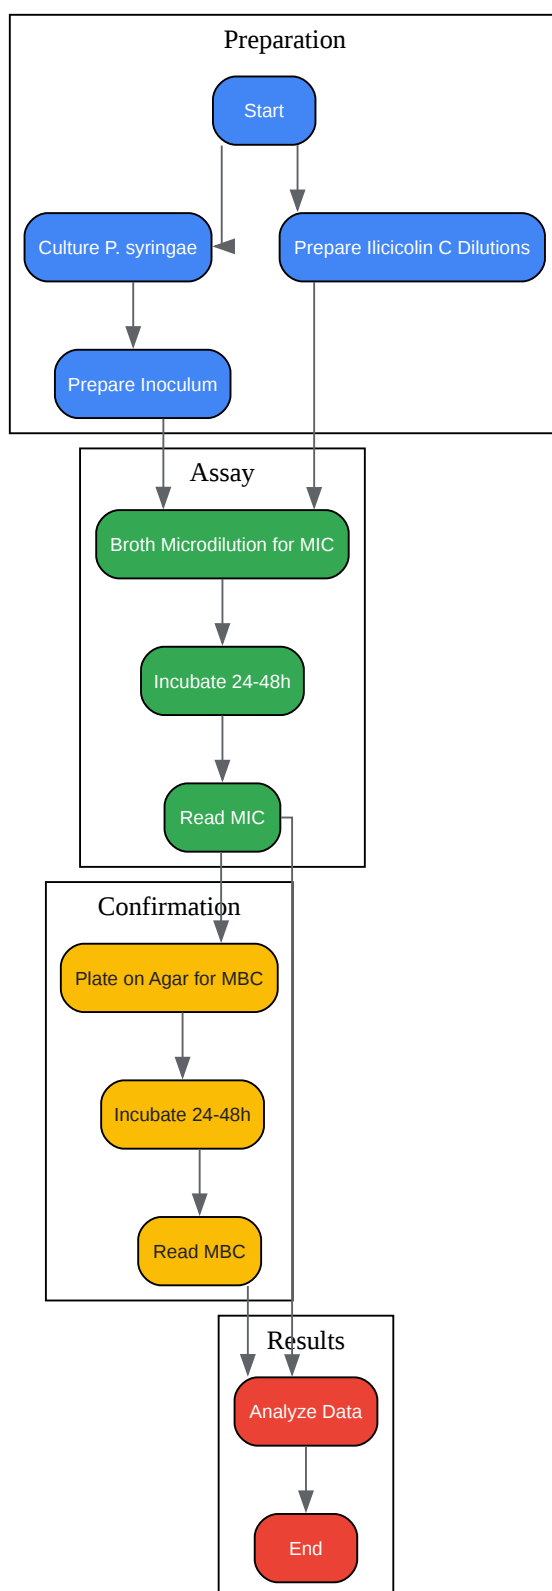 Preparation
Start
Culture P. syringae
Prepare Ilicicolin C Dilutions
Prepare Inoculum
Assay
Broth Microdilution for MIC
Incubate 24-48h
Read MIC
Confirmation
Plate on Agar for MBC
Incubate 24-48h
Read MBC
Results
Analyze Data
End